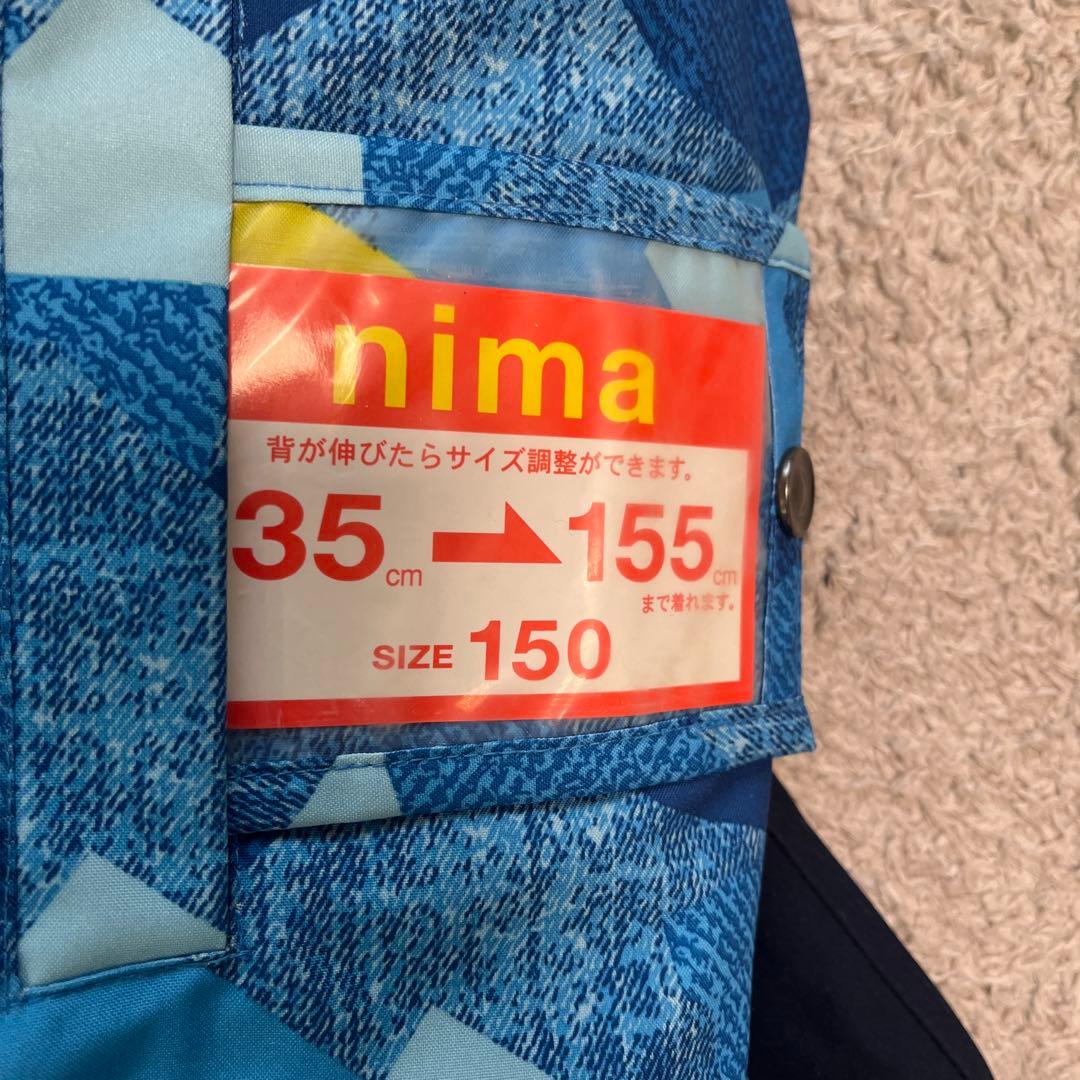 nima
背が伸びたらサイズ調整ができます。
35cm → 155cm
まで着れます。
SIZE 150